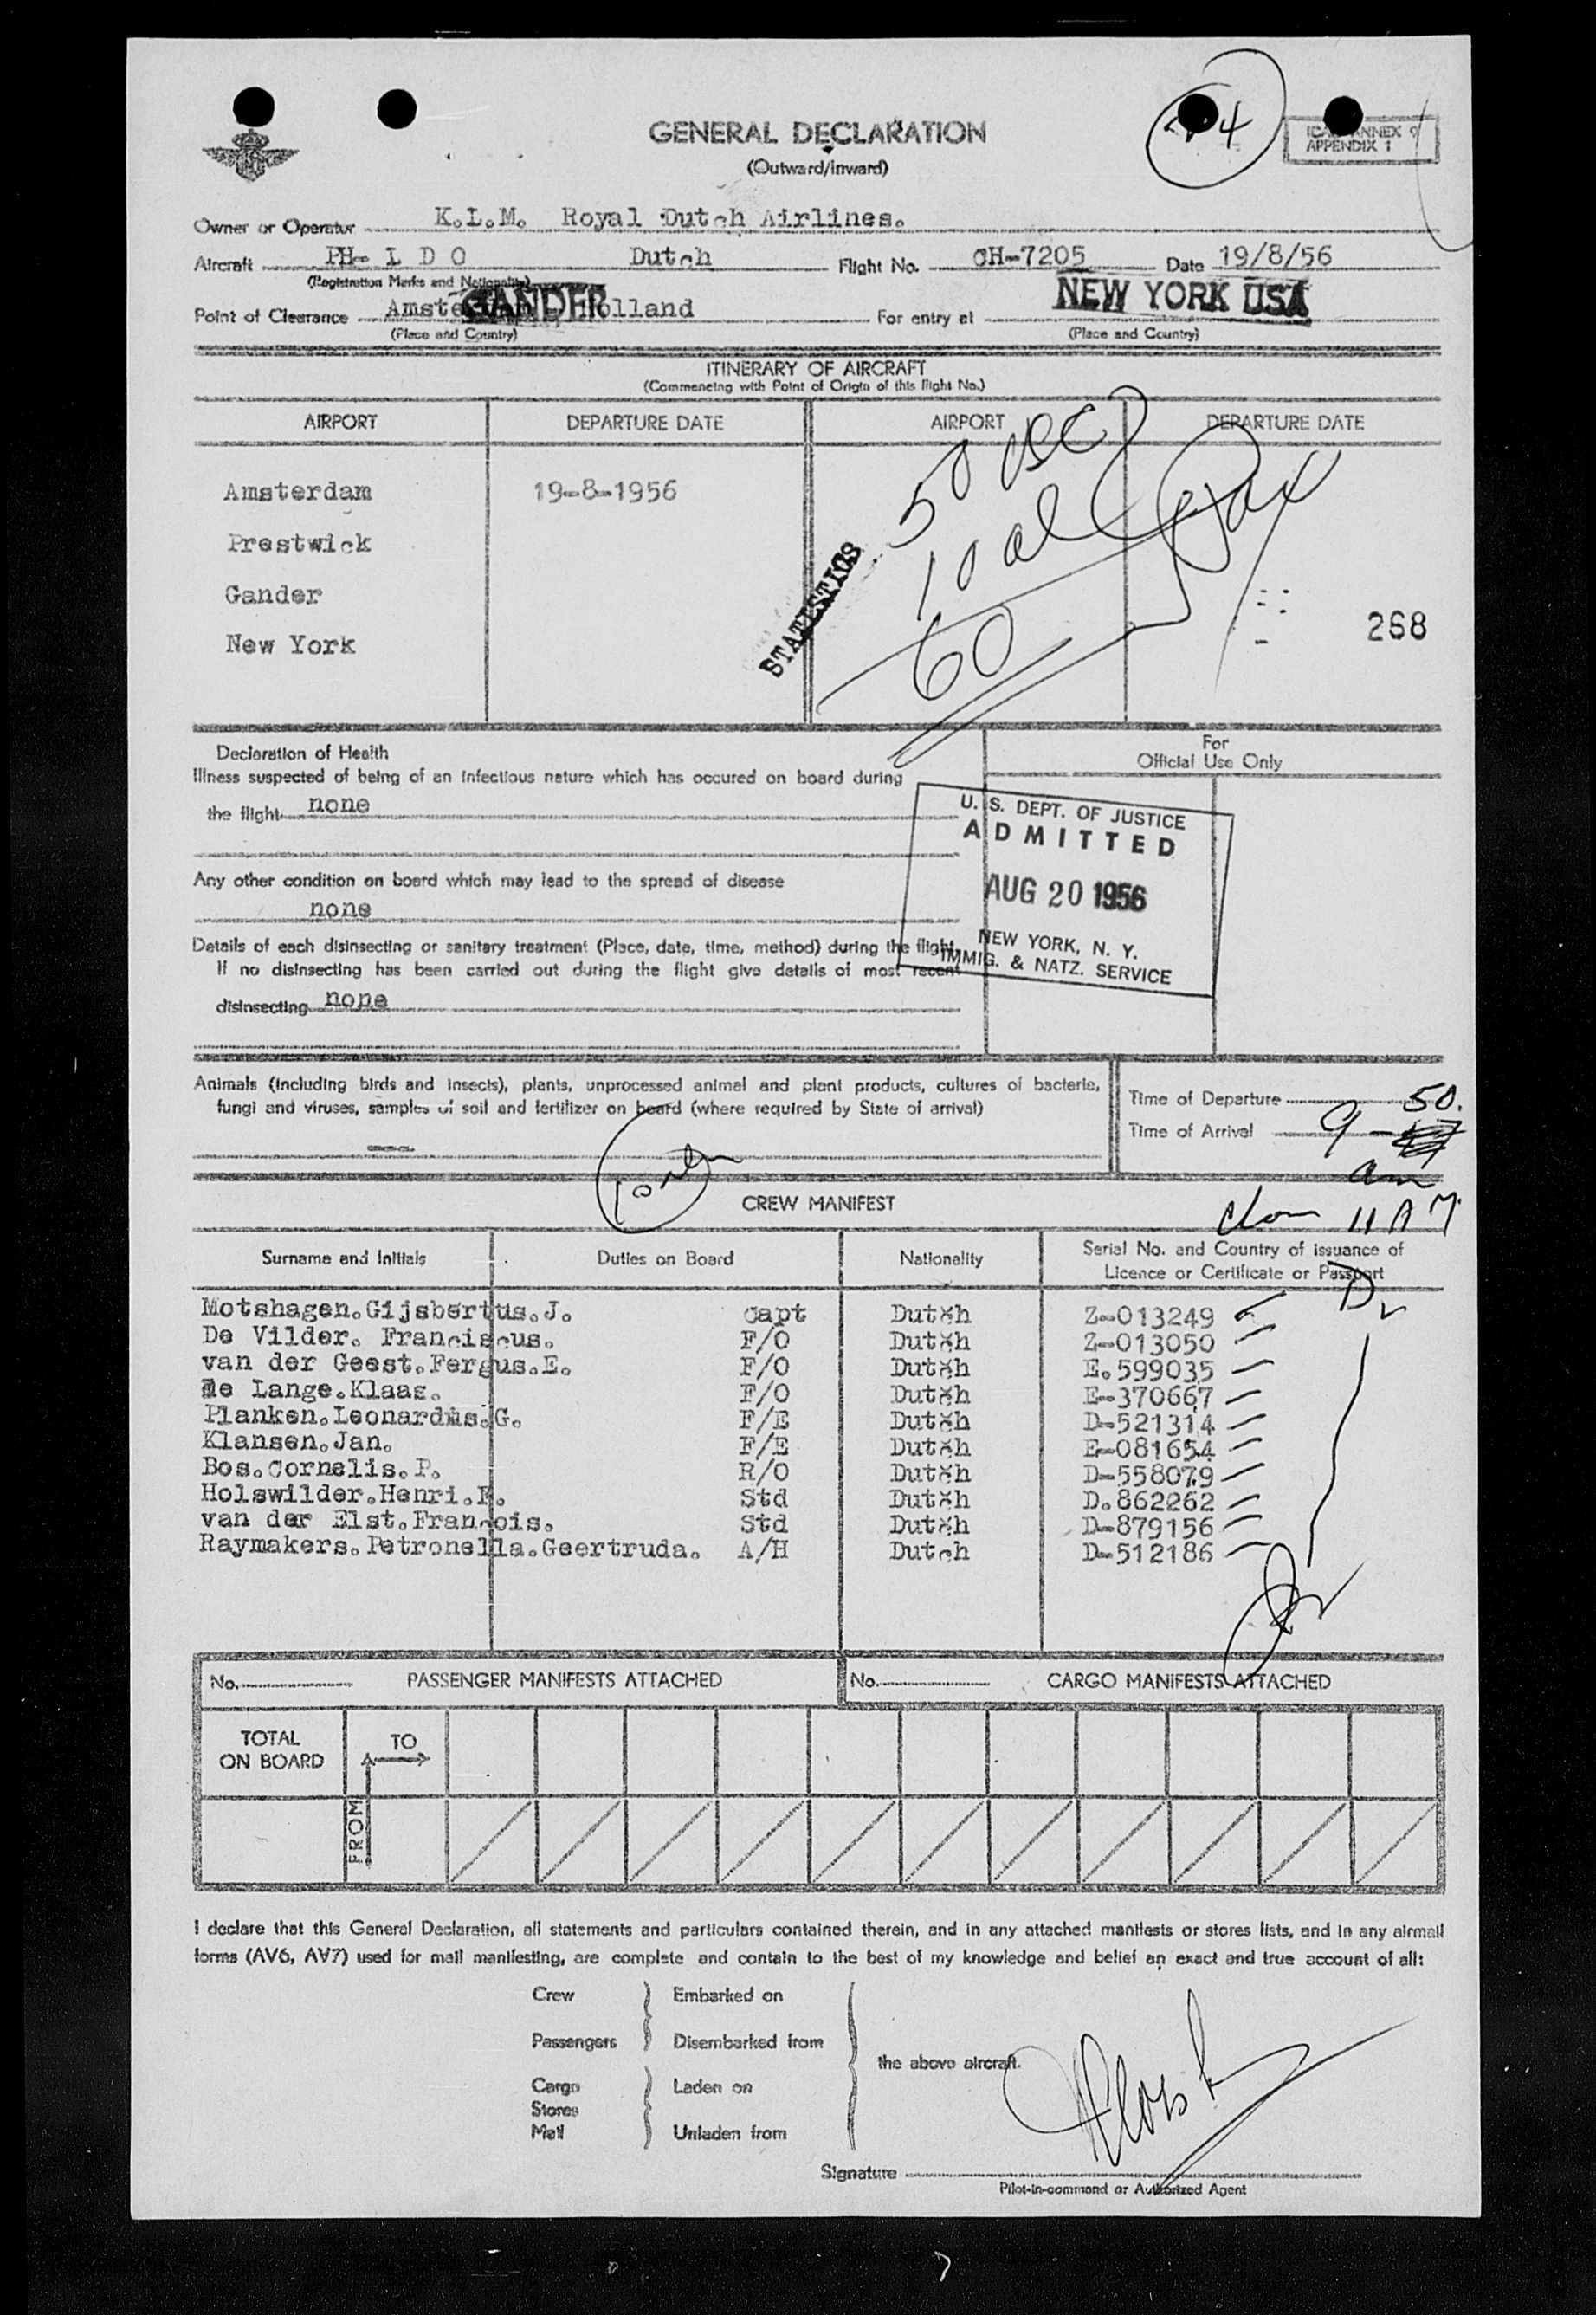 GENERAL DECLARATION
(Outward/inward)
4
ICAO ANNEX 9
APPENDIX 1
Owner or Operator K.L.M. Royal Dutch Airlines.
Aircraft PH- L D O Dutch Flight No. CH-7205 Date 19/8/56
(Registration Marks and Nationality)
Point of Clearance Amsterdam Holland GANDER For entry at NEW YORK USA
(Place and Country) (Place and Country)
ITINERARY OF AIRCRAFT
(Commencing with Point of Origin of this flight No.)
AIRPORT DEPARTURE DATE AIRPORT DEPARTURE DATE
Amsterdam 19-8-1956
Prestwick
Gander
New York
STATISTICS
50 usc
10 al
60
pax
268
Declaration of Health
Illness suspected of being of an infectious nature which has occured on board during
the flight none
Any other condition on board which may lead to the spread of disease
none
Details of each disinsecting or sanitary treatment (Place, date, time, method) during the flight.
If no disinsecting has been carried out during the flight give details of most recent
disinsecting none
For
Official Use Only
U. S. DEPT. OF JUSTICE
ADMITTED
AUG 20 1956
NEW YORK, N. Y.
IMMIG. & NATZ. SERVICE
Animals (including birds and insects), plants, unprocessed animal and plant products, cultures of bacteria,
fungi and viruses, samples of soil and fertilizer on board (where required by State of arrival)
Time of Departure
Time of Arrival 9 - 50.
am
11 AM
CREW MANIFEST
Surname and Initials Duties on Board Nationality Serial No. and Country of issuance of
Licence or Certificate or Passport
Motshagen.Gijsbertus.J. Capt Dutch Z-013249
De Vilder. Franciscus. F/O Dutch Z-013050
van der Geest.Fergus.E. F/O Dutch E.599035
de Lange.Klaas. F/O Dutch E-370667
Planken.Leonardus.G. F/E Dutch D-521314
Klansen.Jan. F/E Dutch E-081654
Bos.Cornelis.P. R/O Dutch D-558079
Holswilder.Henri.F. Std Dutch D.862262
van der Elst.Francois. Std Dutch D-879156
Raymakers.Petronella.Geertruda. A/H Dutch D-512186
No. PASSENGER MANIFESTS ATTACHED No. CARGO MANIFESTS ATTACHED
TOTAL
ON BOARD
TO
FROM
I declare that this General Declaration, all statements and particulars contained therein, and in any attached manifests or stores lists, and in any airmail
forms (AV6, AV7) used for mail manifesting, are complete and contain to the best of my knowledge and belief an exact and true account of all:
Crew Embarked on
Passengers Disembarked from
the above aircraft.
Cargo Laden on
Stores
Mail Unladen from
Signature
Pilot-in-command or Authorized Agent